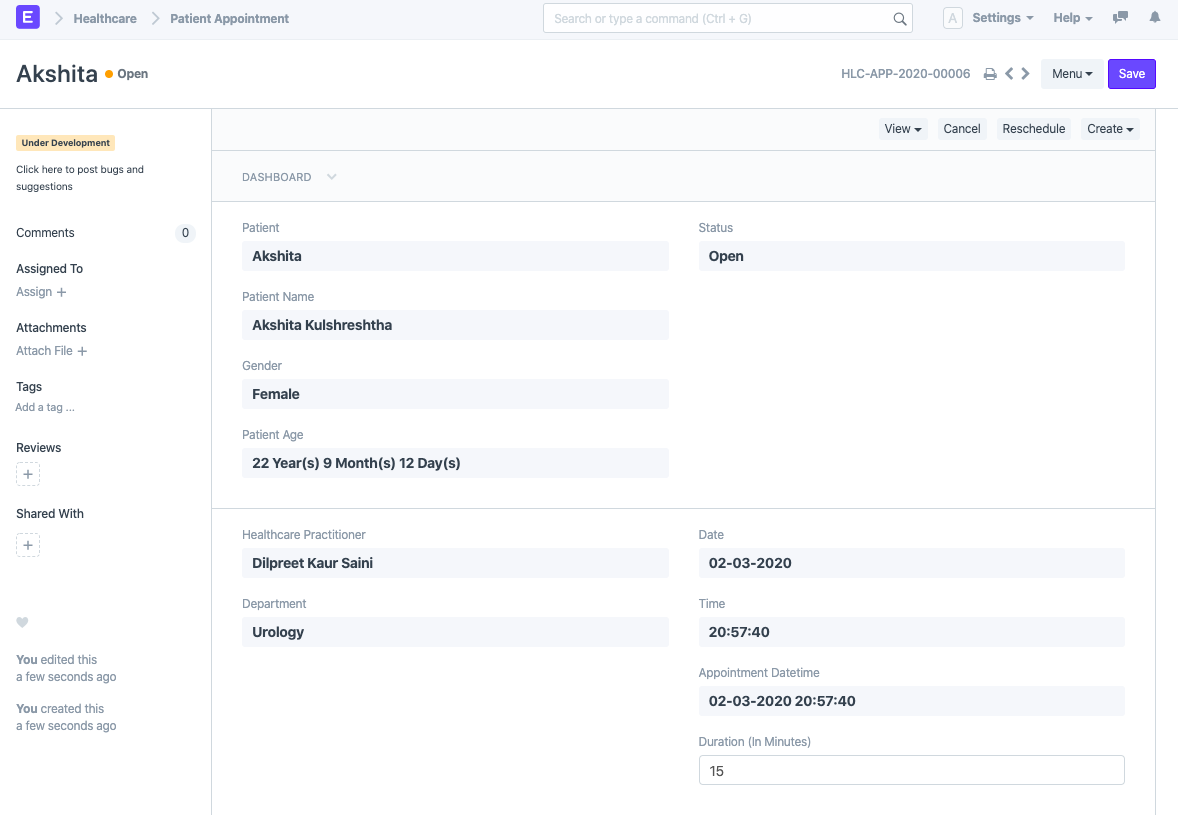 E Healthcare Patient Appointment Search or type a command (Ctrl + G) A Settings Help
Akshita Open HLC-APP-2020-00006 Menu Save
View Cancel Reschedule Create
Under Development
Click here to post bugs and
suggestions
Comments 0
Assigned To
Assign +
Attachments
Attach File +
Tags
Add a tag ...
Reviews
+
Shared With
+
You edited this
a few seconds ago
You created this
a few seconds ago
DASHBOARD
Patient
Akshita
Patient Name
Akshita Kulshreshtha
Gender
Female
Patient Age
22 Year(s) 9 Month(s) 12 Day(s)
Status
Open
Healthcare Practitioner
Dilpreet Kaur Saini
Department
Urology
Date
02-03-2020
Time
20:57:40
Appointment Datetime
02-03-2020 20:57:40
Duration (In Minutes)
15